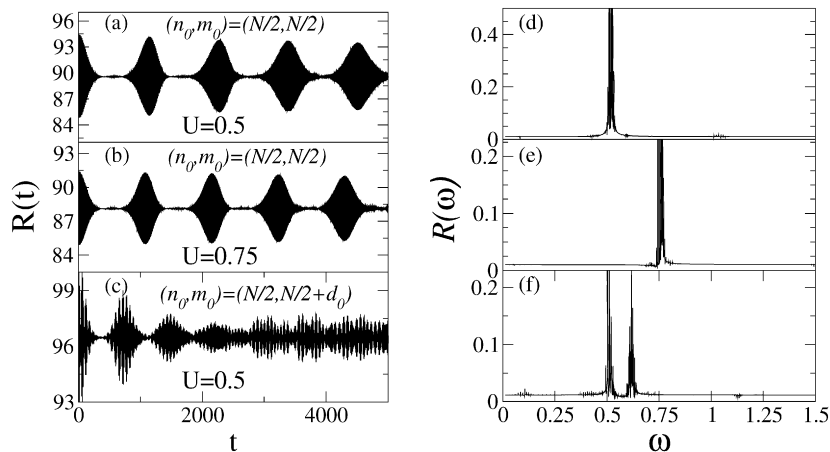 (a) (n₀,m₀)=(N/2,N/2)
96
93
90
87
84
U=0.5
(b) (n₀,m₀)=(N/2,N/2)
93
90
87
84
U=0.75
(c) (n₀,m₀)=(N/2,N/2+d₀)
99
96
93
U=0.5
0 2000 4000
t
R(t)
(d)
0.4
0.2
0
(e)
0.2
0.1
0
(f)
0.2
0.1
0
0 0.25 0.5 0.75 1 1.25 1.5
ω
R(ω)